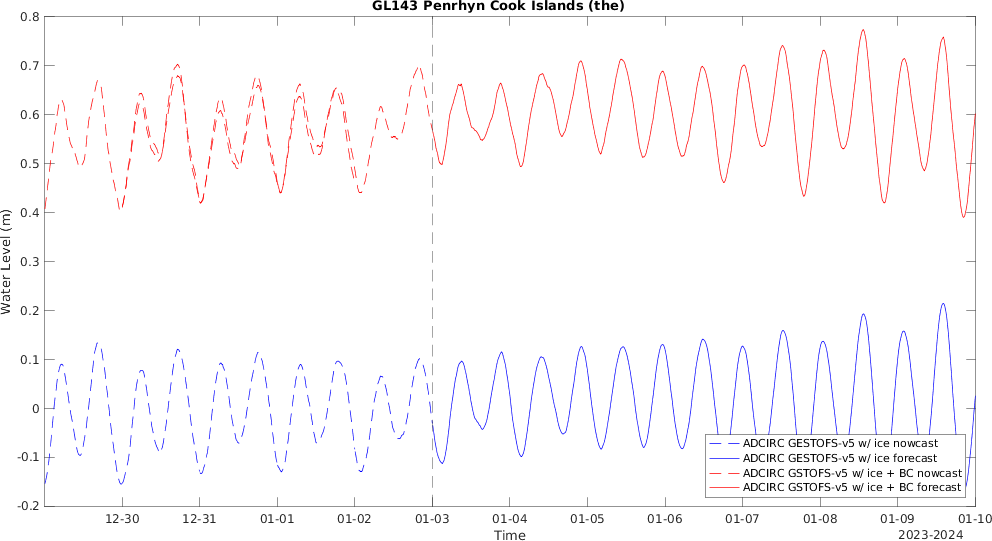 GL143 Penrhyn Cook Islands (the)
0.8
0.7
0.6
0.5
0.4
0.3
0.2
0.1
0
-0.1
-0.2
Water Level (m)
ADCIRC GESTOFS-v5 w/ ice nowcast
ADCIRC GESTOFS-v5 w/ ice forecast
ADCIRC GSTOFS-v5 w/ ice + BC nowcast
ADCIRC GSTOFS-v5 w/ ice + BC forecast
12-30 12-31 01-01 01-02 01-03 01-04 01-05 01-06 01-07 01-08 01-09 01-10
Time
2023-2024